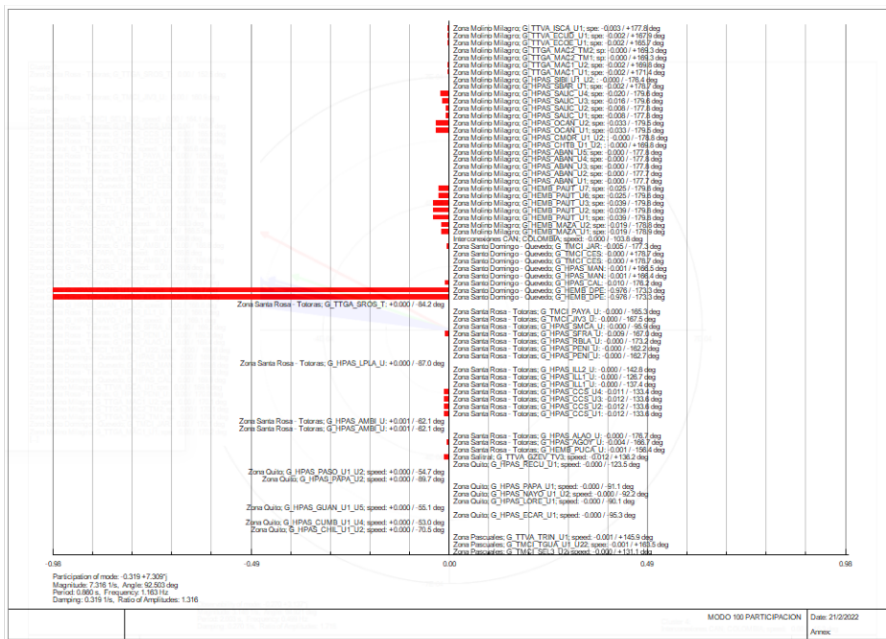 Zona Molino Milagro; G_TTVA_ISCA_U1; spe: -0.003 / +177.8 deg
Zona Molino Milagro; G_TTVA_ECUD_U1; spe: -0.002 / +167.9 deg
Zona Molino Milagro; G_TTVA_ECOE_U1; spe: -0.002 / +165.7 deg
Zona Molino Milagro; G_TTGA_MAC2_TM2; sp: -0.000 / +169.3 deg
Zona Molino Milagro; G_TTGA_MAC2_TM1; sp: -0.000 / +169.3 deg
Zona Molino Milagro; G_TTGA_MAC1_U2; spe: -0.002 / +169.8 deg
Zona Molino Milagro; G_TTGA_MAC1_U1; spe: -0.002 / +171.4 deg
Zona Molino Milagro; G_HPAS_SIBI_U1_U2; : -0.000 / -176.4 deg
Zona Molino Milagro; G_HPAS_SBAR_U1; spe: -0.002 / +178.7 deg
Zona Molino Milagro; G_HPAS_SAUC_U4; spe: -0.020 / -179.6 deg
Zona Molino Milagro; G_HPAS_SAUC_U3; spe: -0.016 / -179.6 deg
Zona Molino Milagro; G_HPAS_SAUC_U2; spe: -0.008 / -177.8 deg
Zona Molino Milagro; G_HPAS_SAUC_U1; spe: -0.008 / -177.8 deg
Zona Molino Milagro; G_HPAS_OCAN_U2; spe: -0.033 / -179.5 deg
Zona Molino Milagro; G_HPAS_OCAN_U1; spe: -0.033 / -179.5 deg
Zona Molino Milagro; G_HPAS_CMOR_U1_U2; : -0.000 / -178.8 deg
Zona Molino Milagro; G_HPAS_CHTB_U1_U2; : -0.000 / +169.8 deg
Zona Molino Milagro; G_HPAS_ABAN_U5; spe: -0.000 / -177.8 deg
Zona Molino Milagro; G_HPAS_ABAN_U4; spe: -0.000 / -177.8 deg
Zona Molino Milagro; G_HPAS_ABAN_U3; spe: -0.000 / -177.8 deg
Zona Molino Milagro; G_HPAS_ABAN_U2; spe: -0.000 / -177.7 deg
Zona Molino Milagro; G_HPAS_ABAN_U1; spe: -0.000 / -177.7 deg
Zona Molino Milagro; G_HEMB_PAUT_U7; spe: -0.025 / -179.6 deg
Zona Molino Milagro; G_HEMB_PAUT_U6; spe: -0.025 / -179.6 deg
Zona Molino Milagro; G_HEMB_PAUT_U3; spe: -0.039 / -179.8 deg
Zona Molino Milagro; G_HEMB_PAUT_U2; spe: -0.039 / -179.8 deg
Zona Molino Milagro; G_HEMB_PAUT_U1; spe: -0.039 / -179.8 deg
Zona Molino Milagro; G_HEMB_MAZA_U2; spe: -0.019 / -178.8 deg
Zona Molino Milagro; G_HEMB_MAZA_U1; spe: -0.019 / -178.9 deg
Interconexiones CAN; COLOMBIA; speed: -0.000 / -103.6 deg
Zona Santo Domingo - Quevedo; G_TMCI_JAR: -0.005 / -177.3 deg
Zona Santo Domingo - Quevedo; G_TMCI_CES: -0.000 / +178.7 deg
Zona Santo Domingo - Quevedo; G_TMCI_CES: -0.000 / +178.7 deg
Zona Santo Domingo - Quevedo; G_HPAS_MAN: -0.001 / +166.5 deg
Zona Santo Domingo - Quevedo; G_HPAS_MAN: -0.001 / +166.4 deg
Zona Santo Domingo - Quevedo; G_HPAS_CAL: -0.010 / -176.2 deg
Zona Santo Domingo - Quevedo; G_HEMB_DPE: -0.976 / -173.3 deg
Zona Santo Domingo - Quevedo; G_HEMB_DPE: -0.976 / -173.3 deg
Zona Santa Rosa - Totoras; G_TTGA_SROS_T: +0.000 / -84.2 deg
Zona Santa Rosa - Totoras; G_TMCI_PAYA_U: -0.000 / -165.3 deg
Zona Santa Rosa - Totoras; G_TMCI_JIV3_U: -0.000 / -167.5 deg
Zona Santa Rosa - Totoras; G_HPAS_SMCA_U: -0.000 / -95.9 deg
Zona Santa Rosa - Totoras; G_HPAS_SFRA_U: -0.009 / -167.0 deg
Zona Santa Rosa - Totoras; G_HPAS_RBLA_U: -0.000 / -173.2 deg
Zona Santa Rosa - Totoras; G_HPAS_PENI_U: -0.000 / -162.2 deg
Zona Santa Rosa - Totoras; G_HPAS_PENI_U: -0.000 / -162.7 deg
Zona Santa Rosa - Totoras; G_HPAS_LPLA_U: +0.000 / -67.0 deg
Zona Santa Rosa - Totoras; G_HPAS_ILL2_U: -0.000 / -142.8 deg
Zona Santa Rosa - Totoras; G_HPAS_ILL1_U: -0.000 / -126.7 deg
Zona Santa Rosa - Totoras; G_HPAS_ILL1_U: -0.000 / -137.4 deg
Zona Santa Rosa - Totoras; G_HPAS_CCS_U4: -0.011 / -133.4 deg
Zona Santa Rosa - Totoras; G_HPAS_CCS_U3: -0.012 / -133.6 deg
Zona Santa Rosa - Totoras; G_HPAS_CCS_U2: -0.012 / -133.6 deg
Zona Santa Rosa - Totoras; G_HPAS_CCS_U1: -0.012 / -133.6 deg
Zona Santa Rosa - Totoras; G_HPAS_AMBI_U: +0.001 / -62.1 deg
Zona Santa Rosa - Totoras; G_HPAS_AMBI_U: +0.001 / -62.1 deg
Zona Santa Rosa - Totoras; G_HPAS_ALAO_U: -0.000 / -176.7 deg
Zona Santa Rosa - Totoras; G_HPAS_AGOY_U: -0.004 / -166.7 deg
Zona Santa Rosa - Totoras; G_HEMB_PUCA_U: -0.001 / -156.4 deg
Zona Salitral; G_TTVA_GZEV_TV3; speed: -0.012 / +136.2 deg
Zona Quito; G_HPAS_RECU_U1; speed: -0.000 / -123.5 deg
Zona Quito; G_HPAS_PASO_U1_U2; speed: +0.000 / -54.7 deg
Zona Quito; G_HPAS_PAPA_U2; speed: +0.000 / -89.7 deg
Zona Quito; G_HPAS_PAPA_U1; speed: -0.000 / -91.1 deg
Zona Quito; G_HPAS_NAYO_U1_U2; speed: -0.000 / -92.2 deg
Zona Quito; G_HPAS_LORE_U1; speed: -0.000 / -90.1 deg
Zona Quito; G_HPAS_GUAN_U1_U5; speed: +0.000 / -55.1 deg
Zona Quito; G_HPAS_ECAR_U1; speed: -0.000 / -95.3 deg
Zona Quito; G_HPAS_CUMB_U1_U4; speed: +0.000 / -53.0 deg
Zona Quito; G_HPAS_CHIL_U1_U2; speed: +0.000 / -70.5 deg
Zona Pascuales; G_TTVA_TRIN_U1; speed: -0.001 / +145.9 deg
Zona Pascuales; G_TMCI_TGUA_U1_U22; speed: -0.001 / +163.5 deg
Zona Pascuales; G_TMCI_SEL3_U2; speed: -0.000 / +131.1 deg
-0.98 -0.49 0.00 0.49 0.98
Participation of mode: -0.319 +7.309*j
Magnitude: 7.316 1/s, Angle: 92.503 deg
Period: 0.860 s, Frequency: 1.163 Hz
Damping: 0.319 1/s, Ratio of Amplitudes: 1.316
MODO 100 PARTICIPACION
Date: 21/2/2022
Annex: